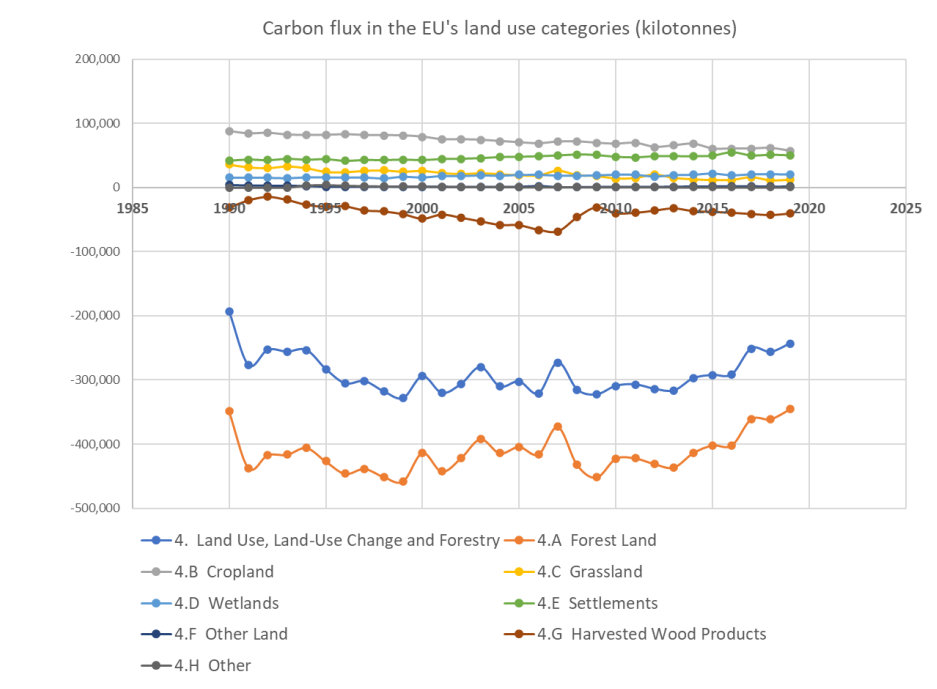 Carbon flux in the EU's land use categories (kilotonnes)
200,000
100,000
0
1985 1990 1995 2000 2005 2010 2015 2020 2025
-100,000
-200,000
-300,000
-400,000
-500,000
4. Land Use, Land-Use Change and Forestry 4.A Forest Land
4.B Cropland 4.C Grassland
4.D Wetlands 4.E Settlements
4.F Other Land 4.G Harvested Wood Products
4.H Other